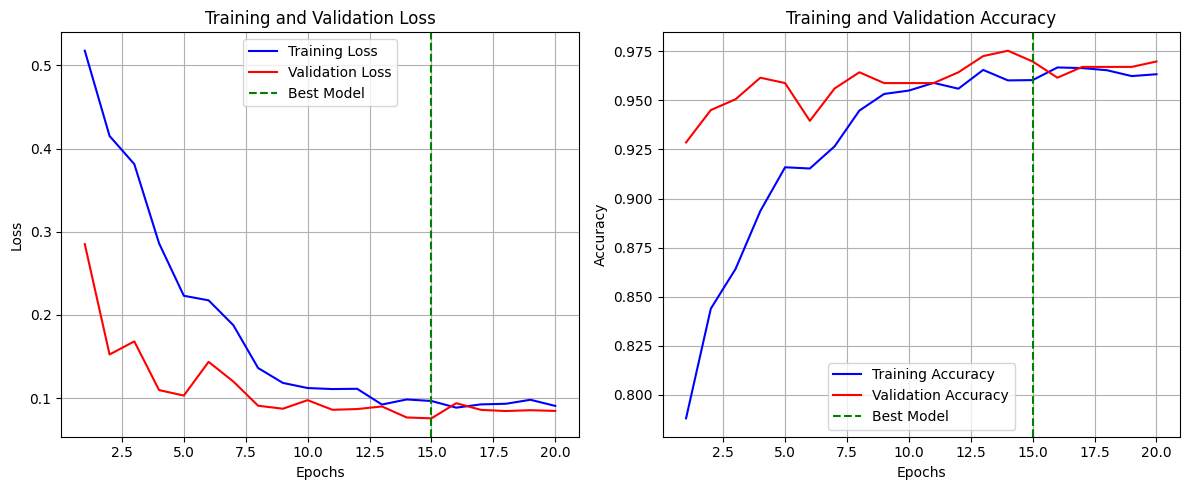 Training and Validation Loss
Training Loss
Validation Loss
Best Model
0.5
0.4
0.3
0.2
0.1
Loss
2.5 5.0 7.5 10.0 12.5 15.0 17.5 20.0
Epochs
Training and Validation Accuracy
0.975
0.950
0.925
0.900
0.875
0.850
0.825
0.800
Accuracy
Training Accuracy
Validation Accuracy
Best Model
2.5 5.0 7.5 10.0 12.5 15.0 17.5 20.0
Epochs